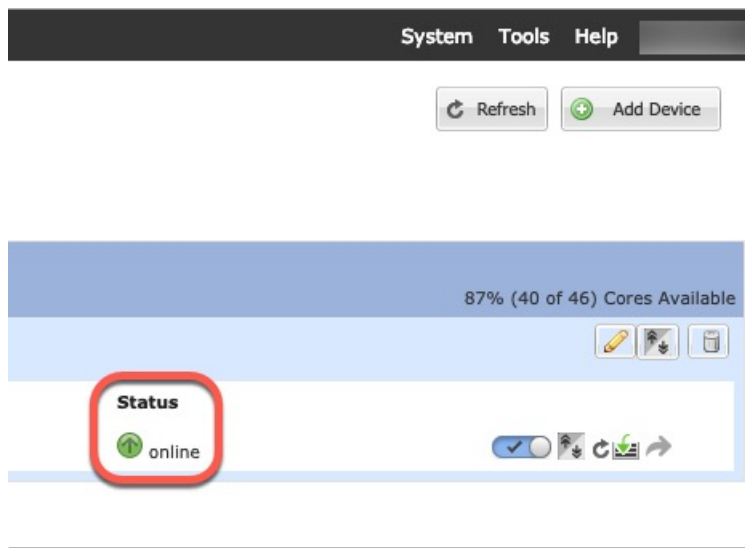 System Tools Help
Refresh Add Device
87% (40 of 46) Cores Available
Status
online